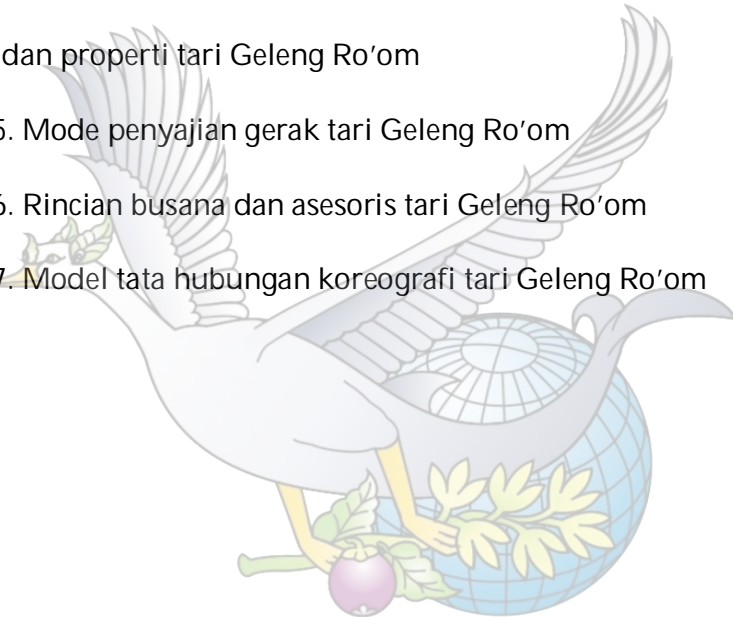 dan properti tari Geleng Ro’om
5. Mode penyajian gerak tari Geleng Ro’om
6. Rincian busana dan asesoris tari Geleng Ro’om
7. Model tata hubungan koreografi tari Geleng Ro’om